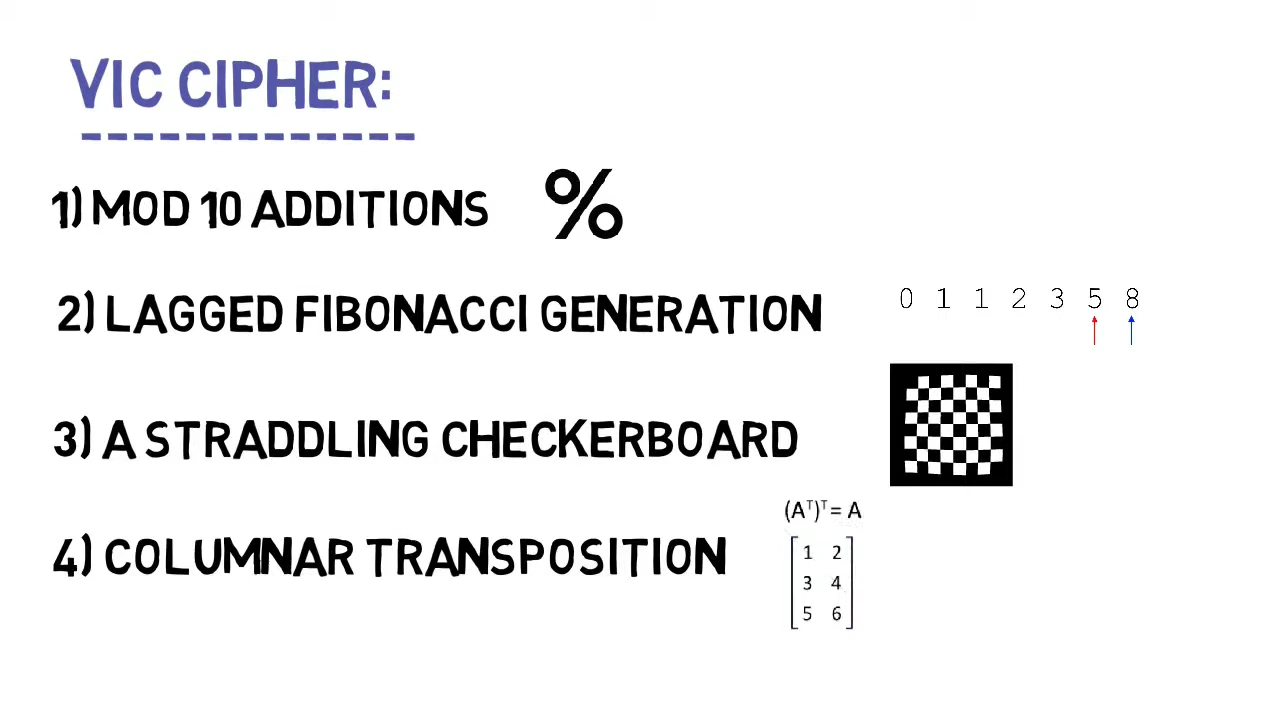 VIC CIPHER:
-------------
1) MOD 10 ADDITIONS %
2) LAGGED FIBONACCI GENERATION 0 1 1 2 3 5 8
3) A STRADDLING CHECKERBOARD
(Aᵀ)ᵀ = A
4) COLUMNAR TRANSPOSITION
1 2
3 4
5 6